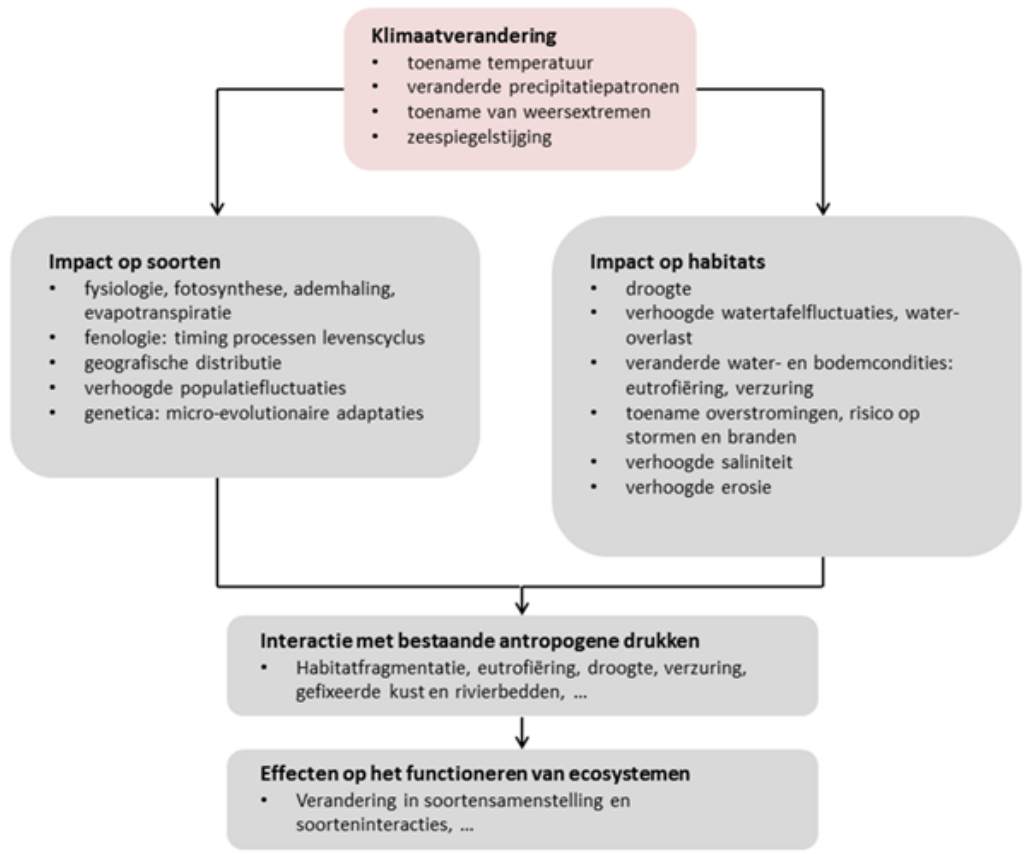 Klimaatverandering
• toename temperatuur
• veranderde precipitatiepatronen
• toename van weersextremen
• zeespiegelstijging
Impact op soorten
• fysiologie, fotosynthese, ademhaling,
evapotranspiratie
• fenologie: timing processen levenscyclus
• geografische distributie
• verhoogde populatiefluctuaties
• genetica: micro-evolutionaire adaptaties
Impact op habitats
• droogte
• verhoogde watertafelfluctuaties, water-
overlast
• veranderde water- en bodemcondities:
eutrofiëring, verzuring
• toename overstromingen, risico op
stormen en branden
• verhoogde saliniteit
• verhoogde erosie
Interactie met bestaande antropogene drukken
• Habitatfragmentatie, eutrofiëring, droogte, verzuring,
gefixeerde kust en rivierbedden, ...
Effecten op het functioneren van ecosystemen
• Verandering in soortensamenstelling en
soorteninteracties, ...